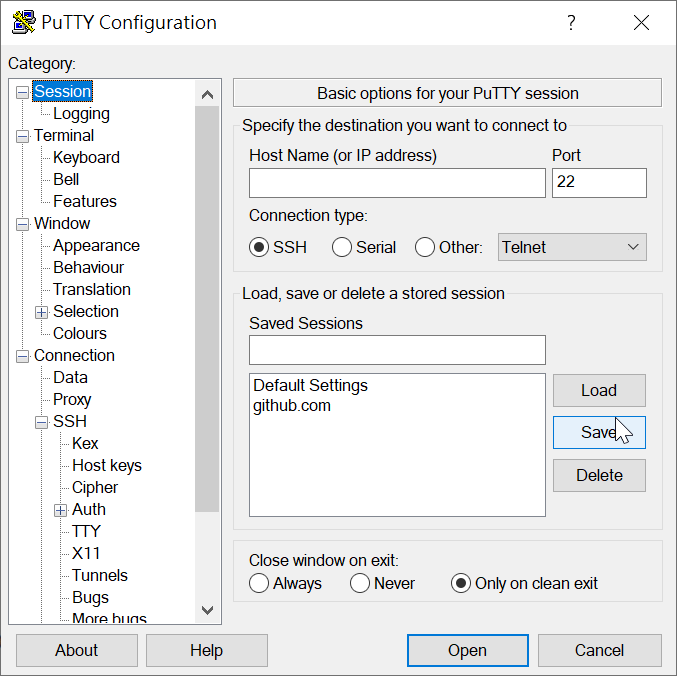 PuTTY Configuration
?
Category:
Session
Logging
Terminal
Keyboard
Bell
Features
Window
Appearance
Behaviour
Translation
Selection
Colours
Connection
Data
Proxy
SSH
Kex
Host keys
Cipher
Auth
TTY
X11
Tunnels
Bugs
More bugs
Basic options for your PuTTY session
Specify the destination you want to connect to
Host Name (or IP address) Port
22
Connection type:
SSH Serial Other: Telnet
Load, save or delete a stored session
Saved Sessions
Default Settings
github.com
Load
Save
Delete
Close window on exit:
Always Never Only on clean exit
About Help Open Cancel